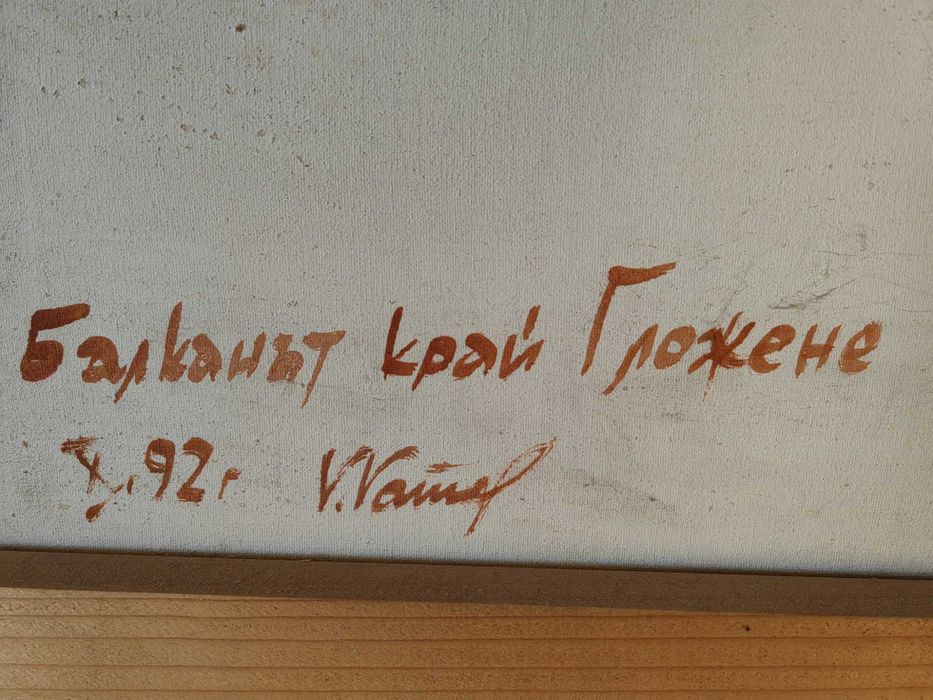 Балканът край Гложене
X.92г